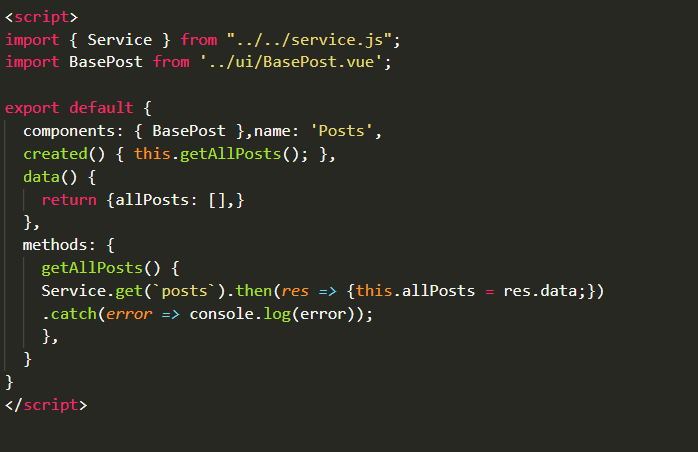 <script>
import { Service } from "../../service.js";
import BasePost from '../ui/BasePost.vue';
export default {
components: { BasePost },name: 'Posts',
created() { this.getAllPosts(); },
data() {
return {allPosts: [],}
},
methods: {
getAllPosts() {
Service.get(`posts`).then(res => {this.allPosts = res.data;})
.catch(error => console.log(error));
},
}
}
</script>